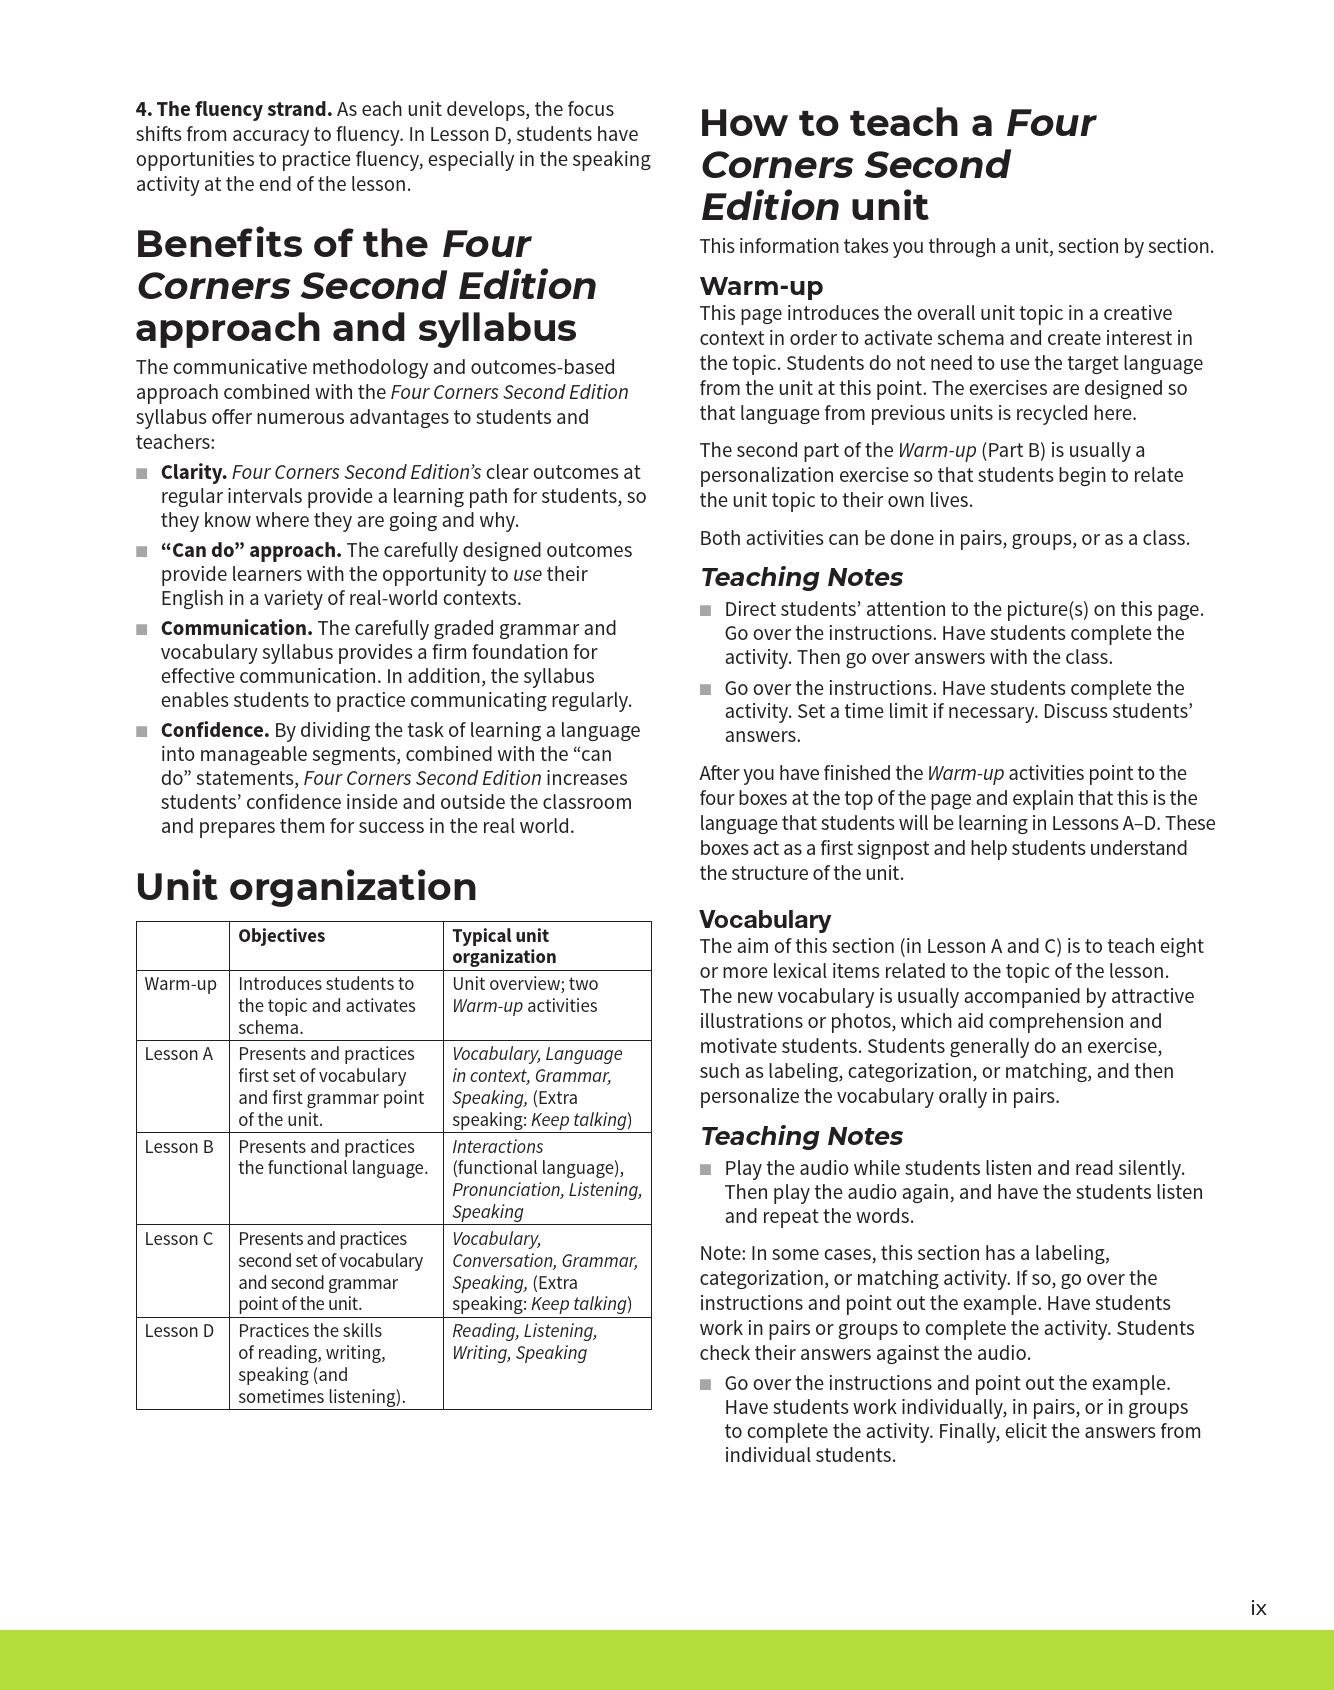 4. The fluency strand. As each unit develops, the focus
shifts from accuracy to fluency. In Lesson D, students have
opportunities to practice fluency, especially in the speaking
activity at the end of the lesson.
Benefits of the Four
Corners Second Edition
approach and syllabus
The communicative methodology and outcomes-based
approach combined with the Four Corners Second Edition
syllabus offer numerous advantages to students and
teachers:
■ Clarity. Four Corners Second Edition’s clear outcomes at
regular intervals provide a learning path for students, so
they know where they are going and why.
■ “Can do” approach. The carefully designed outcomes
provide learners with the opportunity to use their
English in a variety of real-world contexts.
■ Communication. The carefully graded grammar and
vocabulary syllabus provides a firm foundation for
effective communication. In addition, the syllabus
enables students to practice communicating regularly.
■ Confidence. By dividing the task of learning a language
into manageable segments, combined with the “can
do” statements, Four Corners Second Edition increases
students’ confidence inside and outside the classroom
and prepares them for success in the real world.
Unit organization
Objectives
Typical unit
organization
Warm-up
Introduces students to
the topic and activates
schema.
Unit overview; two
Warm-up activities
Lesson A
Presents and practices
first set of vocabulary
and first grammar point
of the unit.
Vocabulary, Language
in context, Grammar,
Speaking, (Extra
speaking: Keep talking)
Lesson B
Presents and practices
the functional language.
Interactions
(functional language),
Pronunciation, Listening,
Speaking
Lesson C
Presents and practices
second set of vocabulary
and second grammar
point of the unit.
Vocabulary,
Conversation, Grammar,
Speaking, (Extra
speaking: Keep talking)
Lesson D
Practices the skills
of reading, writing,
speaking (and
sometimes listening).
Reading, Listening,
Writing, Speaking
How to teach a Four
Corners Second
Edition unit
This information takes you through a unit, section by section.
Warm-up
This page introduces the overall unit topic in a creative
context in order to activate schema and create interest in
the topic. Students do not need to use the target language
from the unit at this point. The exercises are designed so
that language from previous units is recycled here.
The second part of the Warm-up (Part B) is usually a
personalization exercise so that students begin to relate
the unit topic to their own lives.
Both activities can be done in pairs, groups, or as a class.
Teaching Notes
■ Direct students’ attention to the picture(s) on this page.
Go over the instructions. Have students complete the
activity. Then go over answers with the class.
■ Go over the instructions. Have students complete the
activity. Set a time limit if necessary. Discuss students’
answers.
After you have finished the Warm-up activities point to the
four boxes at the top of the page and explain that this is the
language that students will be learning in Lessons A–D. These
boxes act as a first signpost and help students understand
the structure of the unit.
Vocabulary
The aim of this section (in Lesson A and C) is to teach eight
or more lexical items related to the topic of the lesson.
The new vocabulary is usually accompanied by attractive
illustrations or photos, which aid comprehension and
motivate students. Students generally do an exercise,
such as labeling, categorization, or matching, and then
personalize the vocabulary orally in pairs.
Teaching Notes
■ Play the audio while students listen and read silently.
Then play the audio again, and have the students listen
and repeat the words.
Note: In some cases, this section has a labeling,
categorization, or matching activity. If so, go over the
instructions and point out the example. Have students
work in pairs or groups to complete the activity. Students
check their answers against the audio.
■ Go over the instructions and point out the example.
Have students work individually, in pairs, or in groups
to complete the activity. Finally, elicit the answers from
individual students.
ix